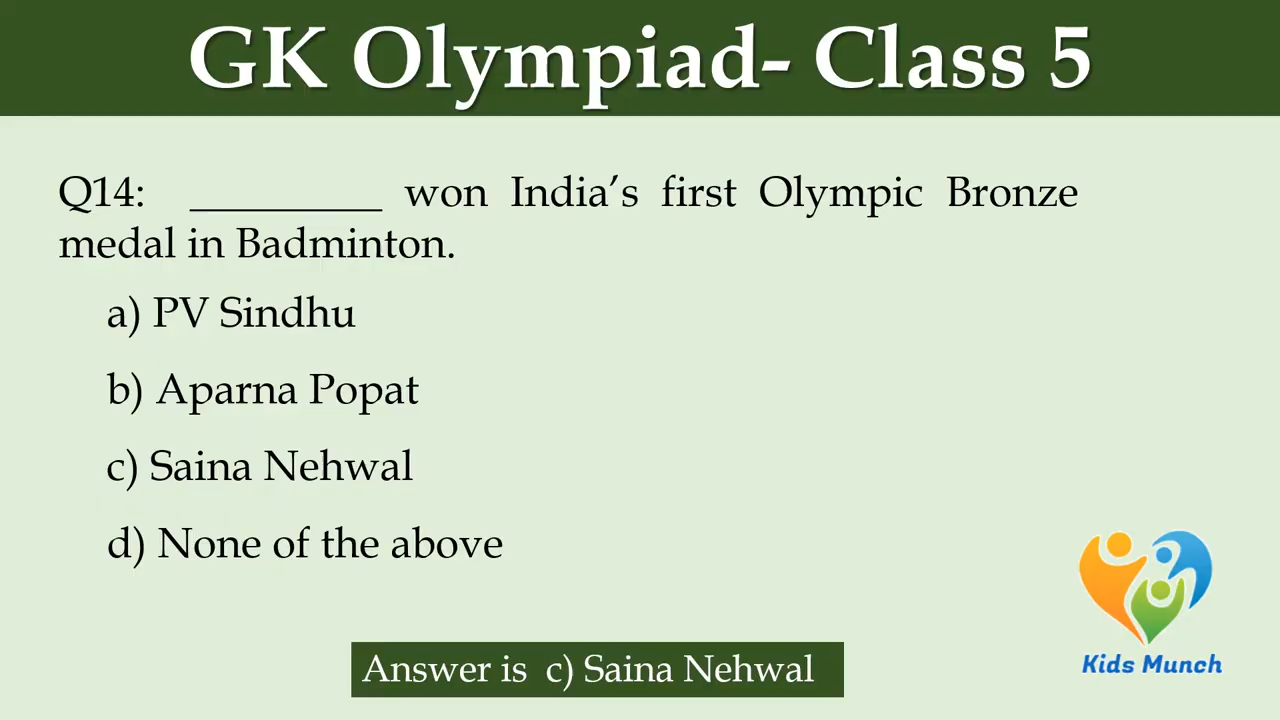 GK Olympiad- Class 5
Q14: _________ won India’s first Olympic Bronze
medal in Badminton.
a) PV Sindhu
b) Aparna Popat
c) Saina Nehwal
d) None of the above
Kids Munch
Answer is c) Saina Nehwal